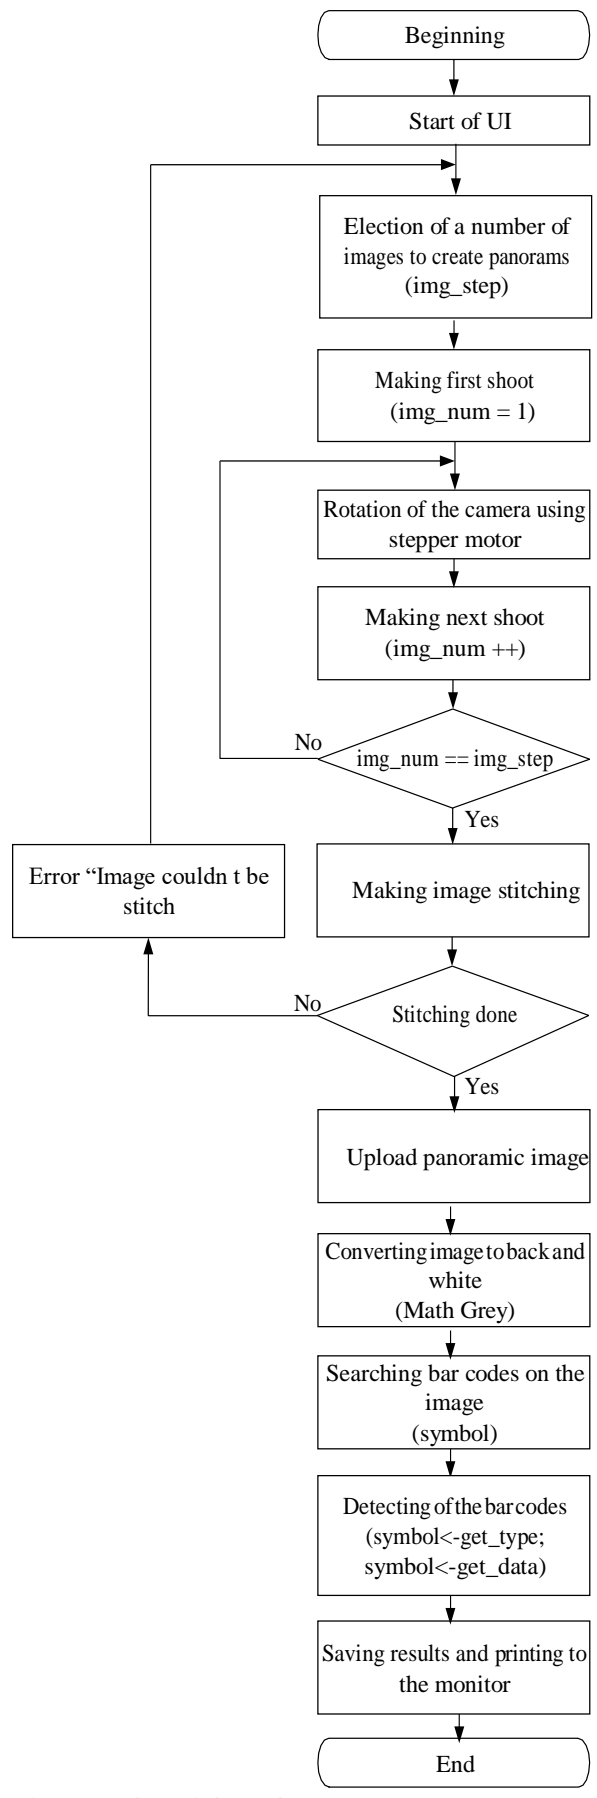 Beginning
Start of UI
Election of a number of
images to create panorams
(img_step)
Making first shoot
(img_num = 1)
Rotation of the camera using
stepper motor
Making next shoot
(img_num ++)
No
img_num == img_step
Yes
Error “Image couldn t be
stitch
Making image stitching
No
Stitching done
Yes
Upload panoramic image
Converting image to back and
white
(Math Grey)
Searching bar codes on the
image
(symbol)
Detecting of the bar codes
(symbol<-get_type;
symbol<-get_data)
Saving results and printing to
the monitor
End